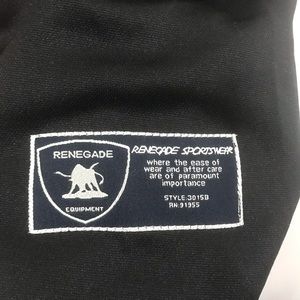 RENEGADE
EQUIPMENT
RENEGADE SPORTSWEAR
where the ease of
wear and after care
are of paramount
importance
STYLE:3015B
RN:91955